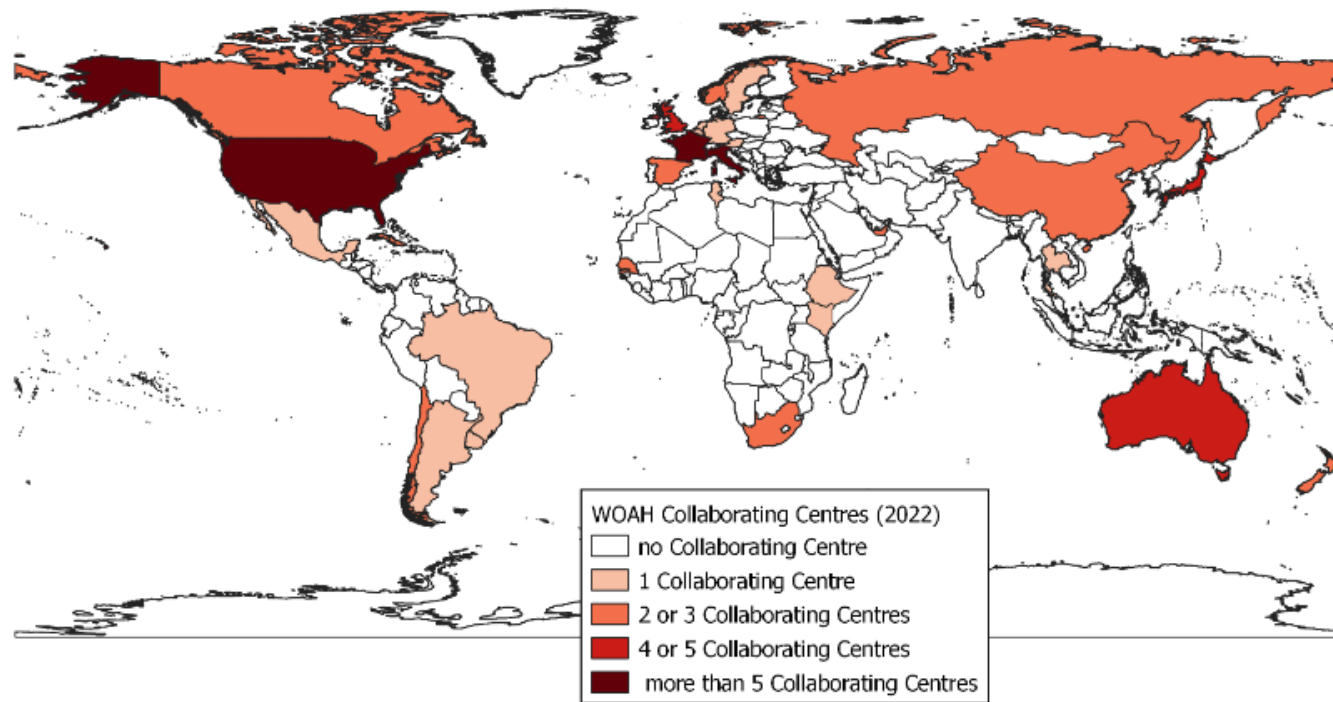 WOAH Collaborating Centres (2022)
no Collaborating Centre
1 Collaborating Centre
2 or 3 Collaborating Centres
4 or 5 Collaborating Centres
more than 5 Collaborating Centres